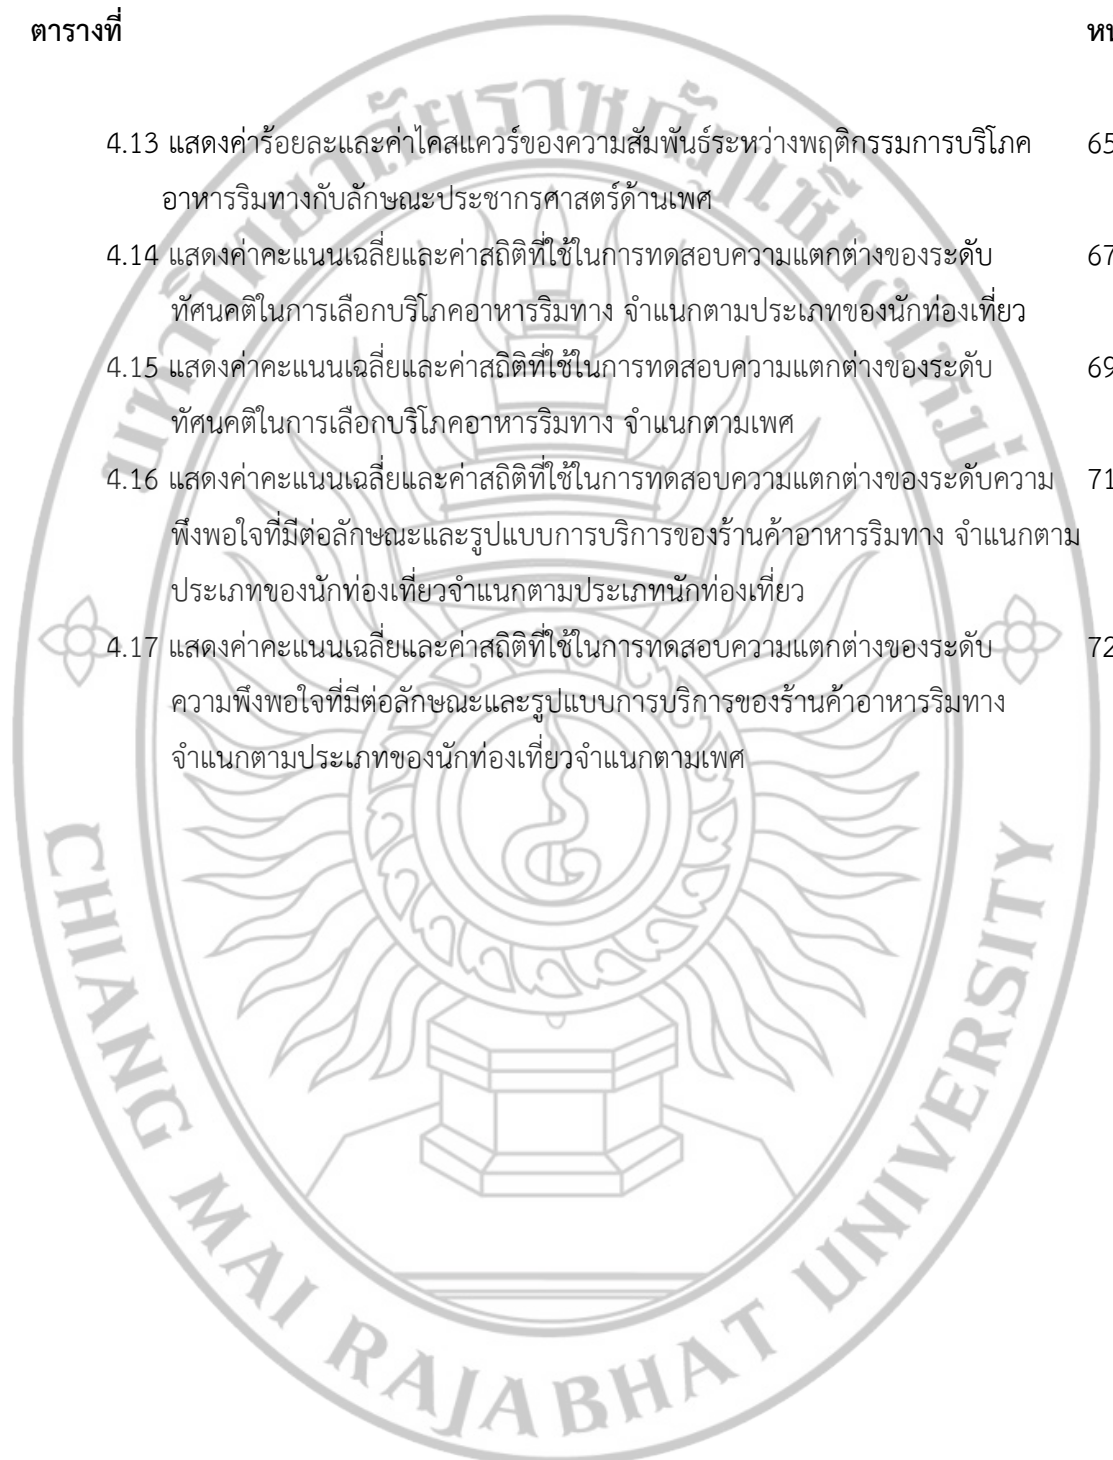 ตารางที่ ห
4.13 แสดงค่าร้อยละและค่าไคสแควร์ของความสัมพันธ์ระหว่างพฤติกรรมการบริโภค 65
อาหารริมทางกับลักษณะประชากรศาสตร์ด้านเพศ
4.14 แสดงค่าคะแนนเฉลี่ยและค่าสถิติที่ใช้ในการทดสอบความแตกต่างของระดับ 67
ทัศนคติในการเลือกบริโภคอาหารริมทาง จำแนกตามประเภทของนักท่องเที่ยว
4.15 แสดงค่าคะแนนเฉลี่ยและค่าสถิติที่ใช้ในการทดสอบความแตกต่างของระดับ 69
ทัศนคติในการเลือกบริโภคอาหารริมทาง จำแนกตามเพศ
4.16 แสดงค่าคะแนนเฉลี่ยและค่าสถิติที่ใช้ในการทดสอบความแตกต่างของระดับความ 71
พึงพอใจที่มีต่อลักษณะและรูปแบบการบริการของร้านค้าอาหารริมทาง จำแนกตาม
ประเภทของนักท่องเที่ยวจำแนกตามประเภทนักท่องเที่ยว
4.17 แสดงค่าคะแนนเฉลี่ยและค่าสถิติที่ใช้ในการทดสอบความแตกต่างของระดับ 72
ความพึงพอใจที่มีต่อลักษณะและรูปแบบการบริการของร้านค้าอาหารริมทาง
จำแนกตามประเภทของนักท่องเที่ยวจำแนกตามเพศ
มหาวิทยาลัยราชภัฏเชียงใหม่
CHIANG MAI RAJABHAT UNIVERSITY